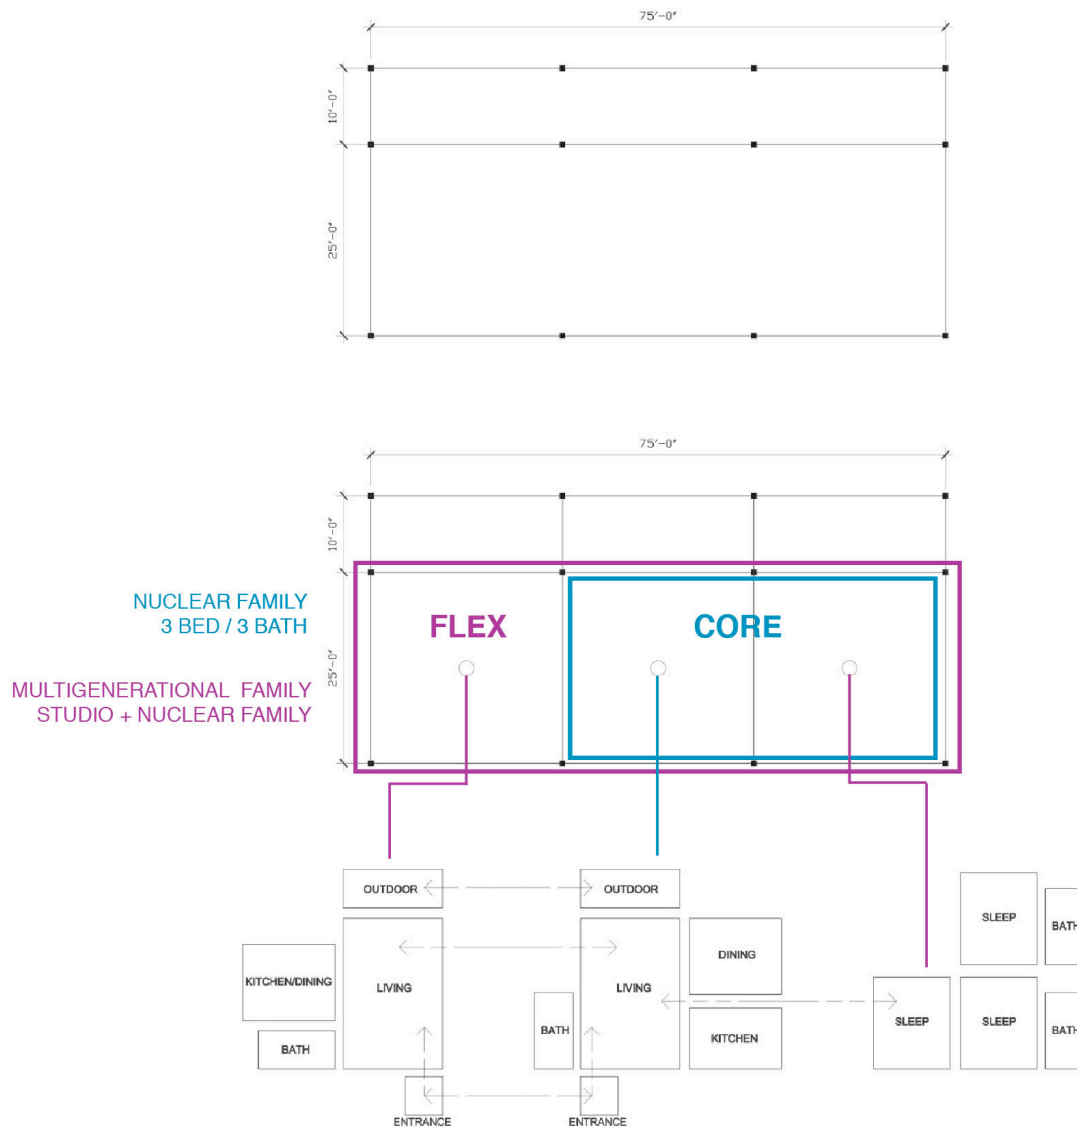 75'-0"
10'-0"
25'-0"
75'-0"
10'-0"
25'-0"
NUCLEAR FAMILY
3 BED / 3 BATH
FLEX
CORE
MULTIGENERATIONAL FAMILY
STUDIO + NUCLEAR FAMILY
OUTDOOR
OUTDOOR
SLEEP
BATH
KITCHEN/DINING
LIVING
LIVING
DINING
BATH
BATH
KITCHEN
SLEEP
SLEEP
BATH
ENTRANCE
ENTRANCE